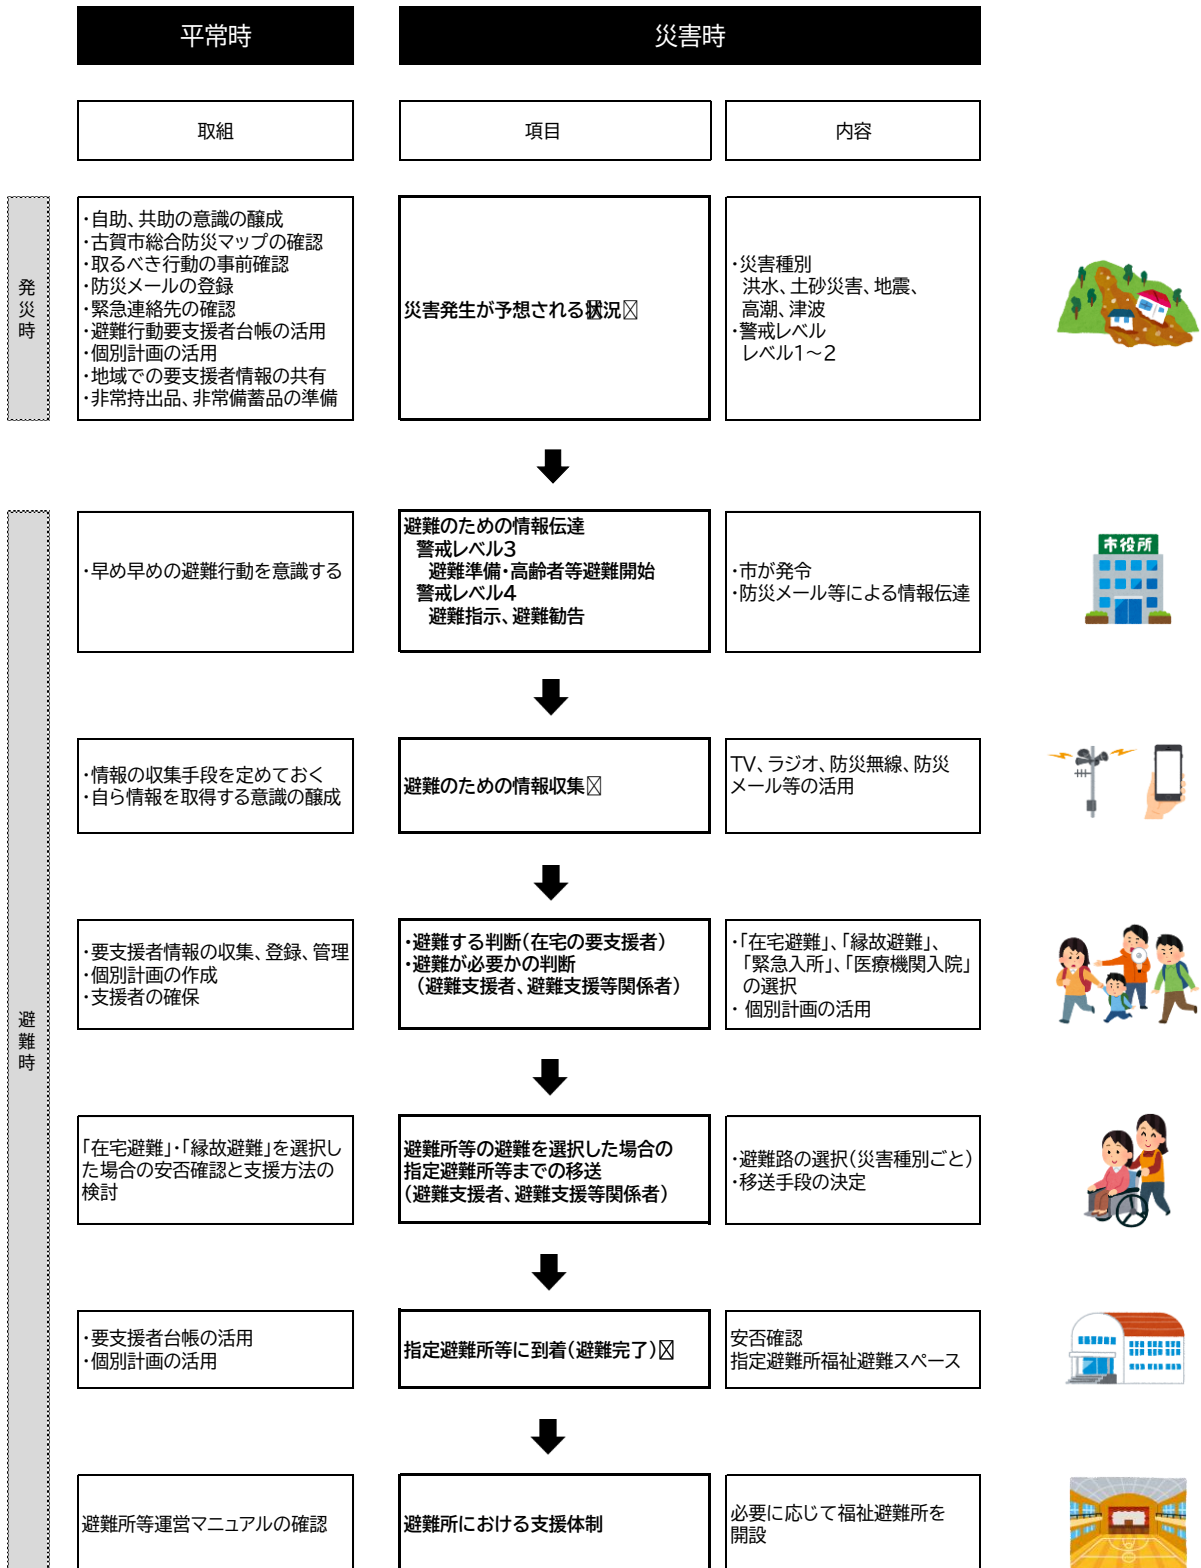 平常時
災害時
取組
項目
内容
発災時
・自助、共助の意識の醸成
・古賀市総合防災マップの確認
・取るべき行動の事前確認
・防災メールの登録
・緊急連絡先の確認
・避難行動要支援者台帳の活用
・個別計画の活用
・地域での要支援者情報の共有
・非常持出品、非常備蓄品の準備
災害発生が予想される状況
・災害種別
洪水、土砂災害、地震、
高潮、津波
・警戒レベル
レベル1~2
避難時
・早め早めの避難行動を意識する
避難のための情報伝達
警戒レベル3
避難準備・高齢者等避難開始
警戒レベル4
避難指示、避難勧告
・市が発令
・防災メール等による情報伝達
市役所
・情報の収集手段を定めておく
・自ら情報を取得する意識の醸成
避難のための情報収集
TV、ラジオ、防災無線、防災
メール等の活用
・要支援者情報の収集、登録、管理
・個別計画の作成
・支援者の確保
・避難する判断(在宅の要支援者)
・避難が必要かの判断
(避難支援者、避難支援等関係者)
・「在宅避難」、「縁故避難」、
「緊急入所」、「医療機関入院」
の選択
・個別計画の活用
「在宅避難」・「縁故避難」を選択し
た場合の安否確認と支援方法の
検討
避難所等の避難を選択した場合の
指定避難所等までの移送
(避難支援者、避難支援等関係者)
・避難路の選択(災害種別ごと)
・移送手段の決定
・要支援者台帳の活用
・個別計画の活用
指定避難所等に到着(避難完了)
安否確認
指定避難所福祉避難スペース
避難所等運営マニュアルの確認
避難所における支援体制
必要に応じて福祉避難所を
開設